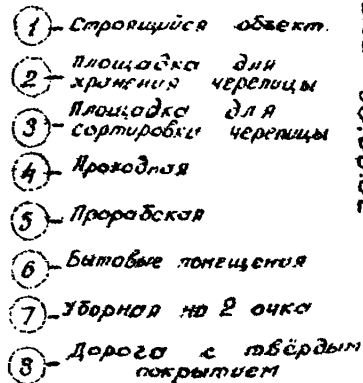 1 - Строящийся объект.
2 - Площадка для
хранения черепицы
3 - Площадка для
сортировки черепицы
4 - Проходная
5 - Прорабская
6 - Бытовые помещения
7 - Уборная на 2 очка
8 - Дорога с твёрдым
покрытием